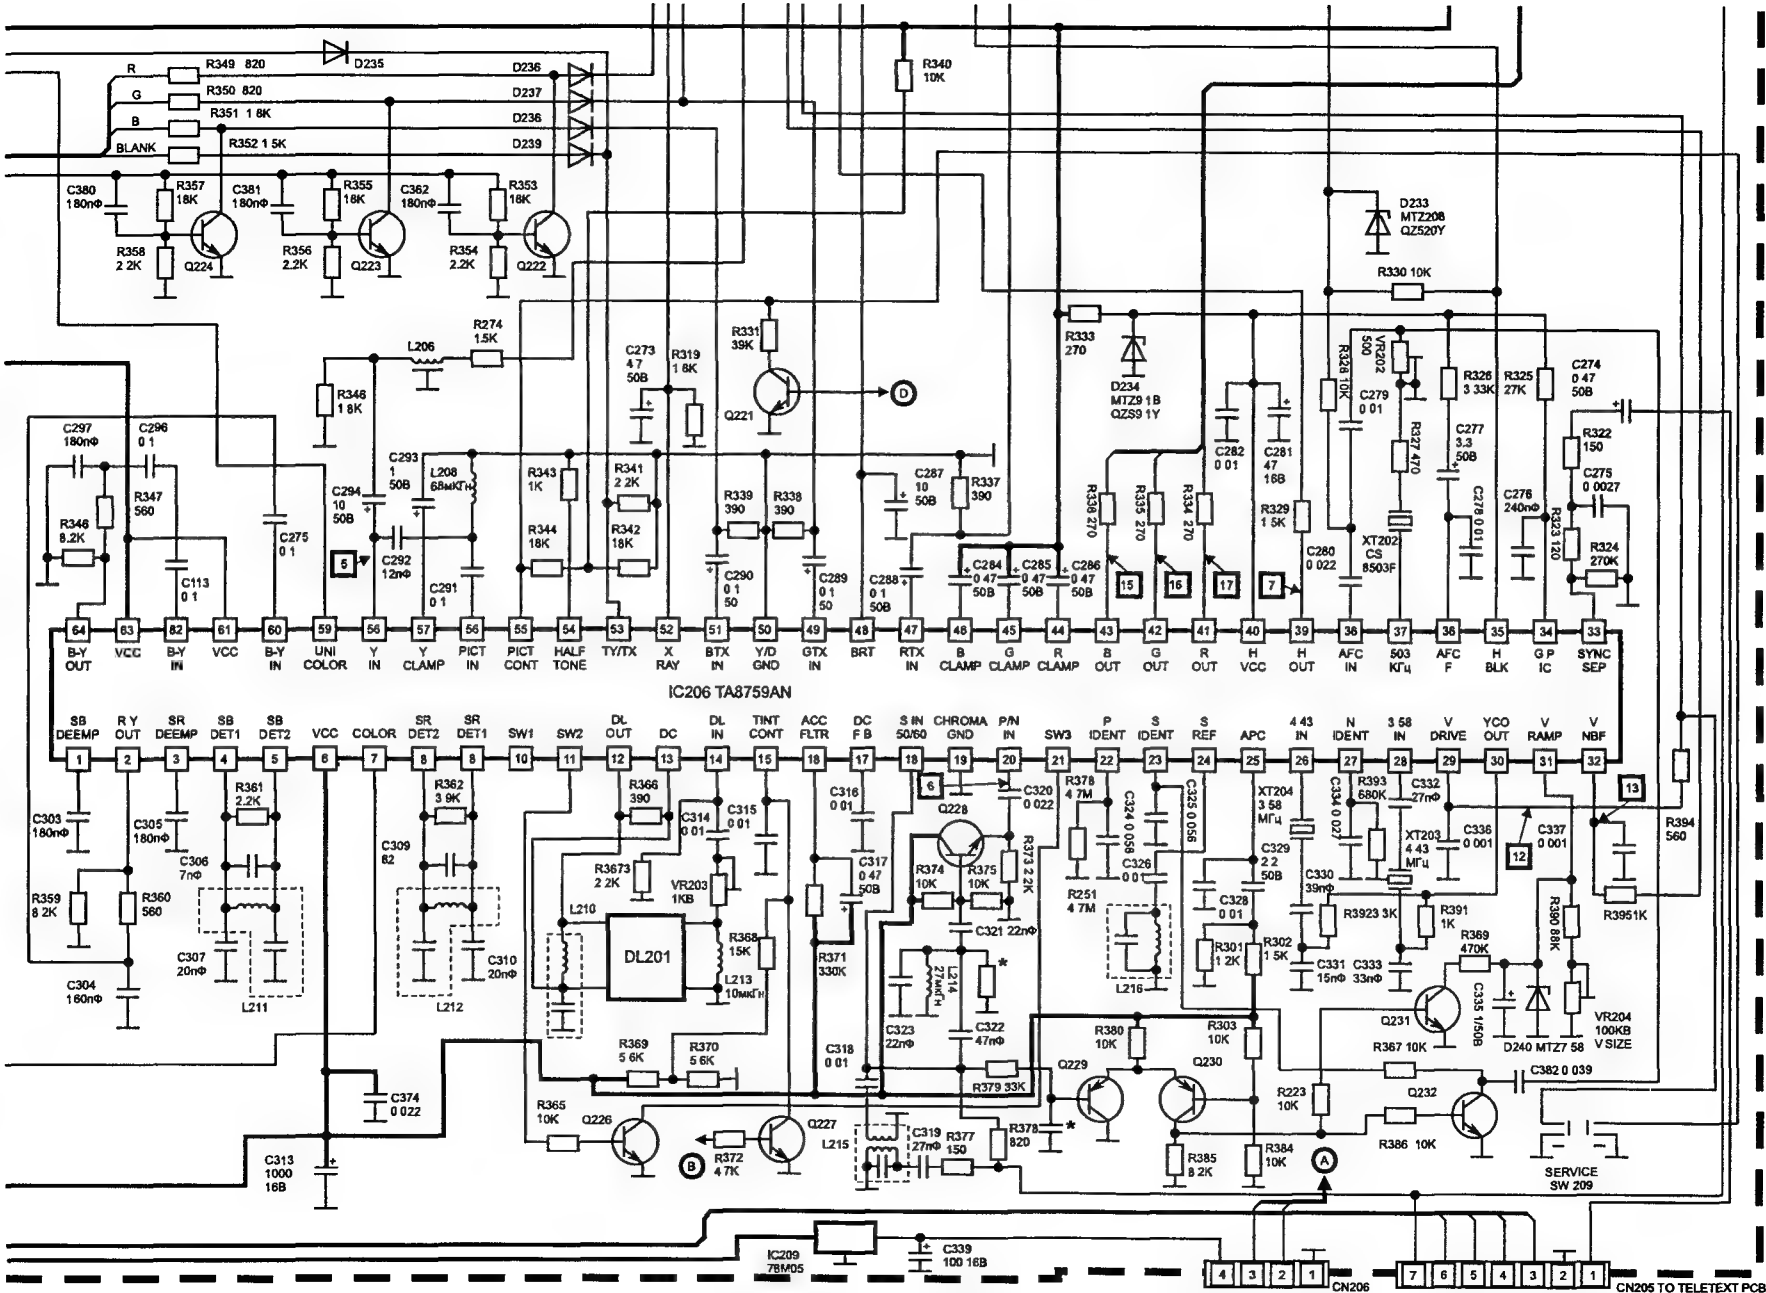 D235
R349 820
R
D236
R350 820
G
D237
R351 1 8K
B
D236
BLANK
R352 1 5K
D239
R340
10K
C380
180nФ
R357
18K
C381
180nФ
R355
18K
C362
180nФ
R353
18K
R358
2 2K
Q224
R356
2.2K
Q223
R354
2.2K
Q222
D233
MTZ208
QZ520Y
R330 10K
R274
1.5K
L206
R346
1 8K
C273
4 7
50B
R319
1 8K
R331
39K
Q221
D
R333
270
D234
MTZ9 1B
QZS9 1Y
R328 10K
VR202
500
C279
0 01
R326
3 33K
R325
27K
C274
0 47
50B
C297
180nФ
C296
0 1
R347
560
R346
8.2K
C113
0 1
C275
0 1
C294
10
50B
C293
1
50B
L208
68мкГн
5
C292
12nФ
C291
0 1
R343
1K
R341
2 2K
R344
18K
R342
18K
R339
390
R338
390
C290
0 1
50
C289
0 1
50
C287
10
50B
R337
390
C288
0 1
50B
C284
0 47
50B
C285
0 47
50B
C286
0 47
50B
R336 270
R335 270
R334 270
15
16
17
C282
0 01
C281
47
16B
R329
1 5K
7
C280
0 022
R327 470
XT202
CS
8503F
C277
3.3
50B
C278 0 01
C276
240nФ
R322
150
C275
0 0027
R323 120
R324
270K
64 63 82 61 60 59 56 57 56 55 54 53 52 51 50 49 48 47 46 45 44 43 42 41 40 39 36 37 36 35 34 33
B-Y
OUT
VCC
B-Y
IN
VCC
B-Y
IN
UNI
COLOR
Y
IN
Y
CLAMP
PICT
IN
PICT
CONT
HALF
TONE
TY/TX
X
RAY
BTX
IN
Y/D
GND
GTX
IN
BRT
RTX
IN
B
CLAMP
G
CLAMP
R
CLAMP
B
OUT
G
OUT
R
OUT
H
VCC
H
OUT
AFC
IN
503
КГц
AFC
F
H
BLK
G P
IC
SYNC
SEP
IC206 TA8759AN
SB
DEEMP
R Y
OUT
SR
DEEMP
SB
DET1
SB
DET2
VCC
COLOR
SR
DET2
SR
DET1
SW1
SW2
DL
OUT
DC
DL
IN
TINT
CONT
ACC
FLTR
DC
F B
S IN
50/60
CHROMA
GND
P/N
IN
SW3
P
IDENT
S
IDENT
S
REF
APC
4 43
IN
N
IDENT
3 58
IN
V
DRIVE
YCO
OUT
V
RAMP
V
NBF
1 2 3 4 5 6 7 8 8 10 11 12 13 14 15 18 17 18 19 20 21 22 23 24 25 26 27 28 29 30 31 32
C303
180nФ
C305
180nФ
R361
2.2K
C306
7nФ
R359
8 2K
R360
560
C304
160nФ
C307
20nФ
L211
R362
3 9K
C309
82
C310
20nФ
L212
R366
390
R3673
2 2K
L210
DL201
C314
0 01
VR203
1KB
C315
0 01
L213
10мкГн
R368
15K
C316
0 01
C317
0 47
50B
R371
330K
6
Q228
C320
0 022
R374
10K
R375
10K
R373 2 2K
C321 22nФ
L214
27мкГн
*
C323
22nФ
C322
47nФ
R378
4 7M
R251
4 7M
C324 0 056
C326
0 01
L216
C325 0 056
C328
0 01
R301
1 2K
R302
1 5K
C329
2 2
50B
XT204
3 58
МГц
C330
39nФ
C331
15nФ
C334 0 027
R393
680K
R3923 3K
C332
27nФ
XT203
4 43
МГц
C333
33nФ
R391
1K
C336
0 001
12
C337
0 001
13
R394
560
R3951K
R369
470K
R390 88K
Q231
C335 1/50B
D240 MTZ7 58
VR204
100KB
V SIZE
C374
0 022
C313
1000
16B
R369
5 6K
R370
5 6K
R365
10K
Q226
B
R372
4 7K
Q227
C318
0 01
L215
C319
27nФ
R377
150
R378
820
R379 33K
*
Q229
R380
10K
Q230
R303
10K
R385
8 2K
R384
10K
R223
10K
A
R367 10K
Q232
R386 10K
C382 0 039
SERVICE
SW 209
IC209
78M05
C339
100 16B
4 3 2 1
CN206
7 6 5 4 3 2 1
CN205 TO TELETEXT PCB